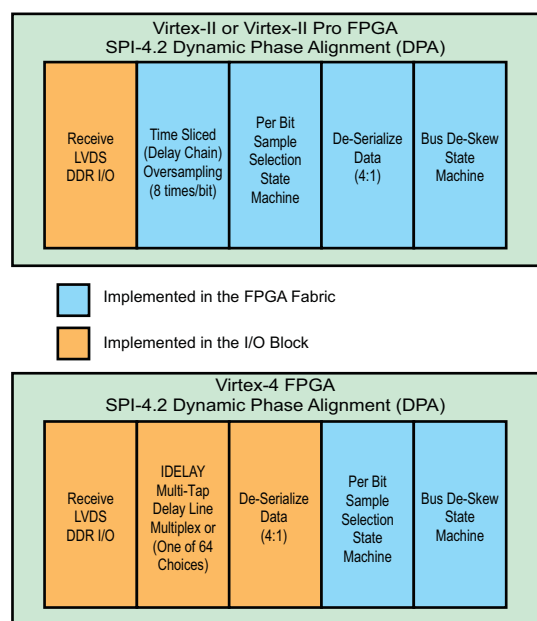 Virtex-II or Virtex-II Pro FPGA
SPI-4.2 Dynamic Phase Alignment (DPA)
Receive
LVDS
DDR I/O
Time Sliced
(Delay Chain)
Oversampling
(8 times/bit)
Per Bit
Sample
Selection
State
Machine
De-Serialize
Data
(4:1)
Bus De-Skew
State
Machine
Implemented in the FPGA Fabric
Implemented in the I/O Block
Virtex-4 FPGA
SPI-4.2 Dynamic Phase Alignment (DPA)
Receive
LVDS
DDR I/O
IDELAY
Multi-Tap
Delay Line
Multiplex or
(One of 64
Choices)
De-Serialize
Data
(4:1)
Per Bit
Sample
Selection
State
Machine
Bus De-Skew
State
Machine